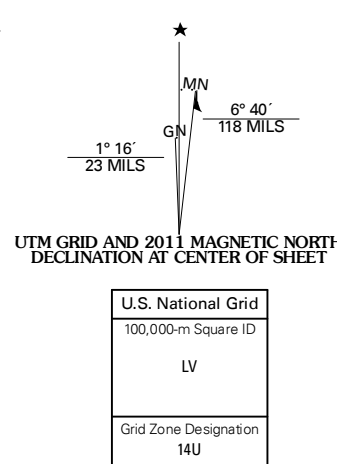 ★
MN
GN
6° 40´
118 MILS
1° 16´
23 MILS
UTM GRID AND 2011 MAGNETIC NORTH
DECLINATION AT CENTER OF SHEET
U.S. National Grid
100,000-m Square ID
LV
Grid Zone Designation
14U